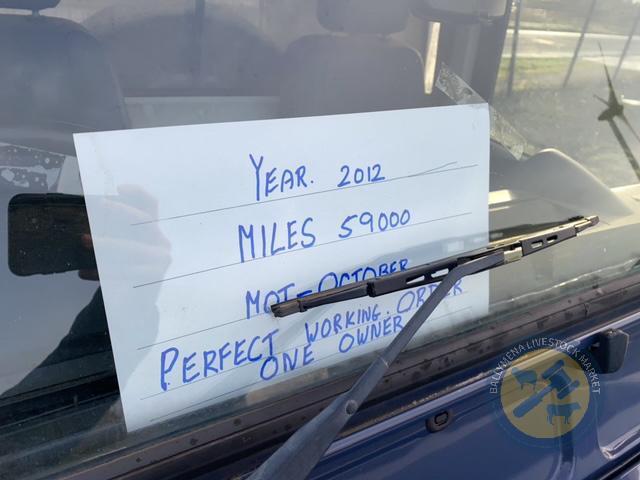 YEAR. 2012
MILES 59000
MOT - OCTOBER
PERFECT WORKING. ORDER
ONE OWNER
BALLYMENA LIVESTOCK MARKET